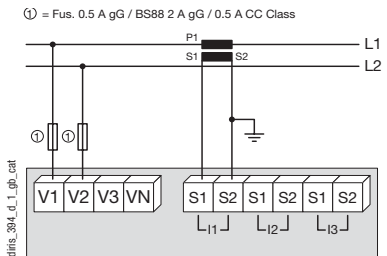 ① = Fus. 0.5 A gG / BS88 2 A gG / 0.5 A CC Class
P1
L1
S1 S2
L2
① ①
V1 V2 V3 VN S1 S2 S1 S2 S1 S2
I1 I2 I3
diris_394_d_1_gb_cat